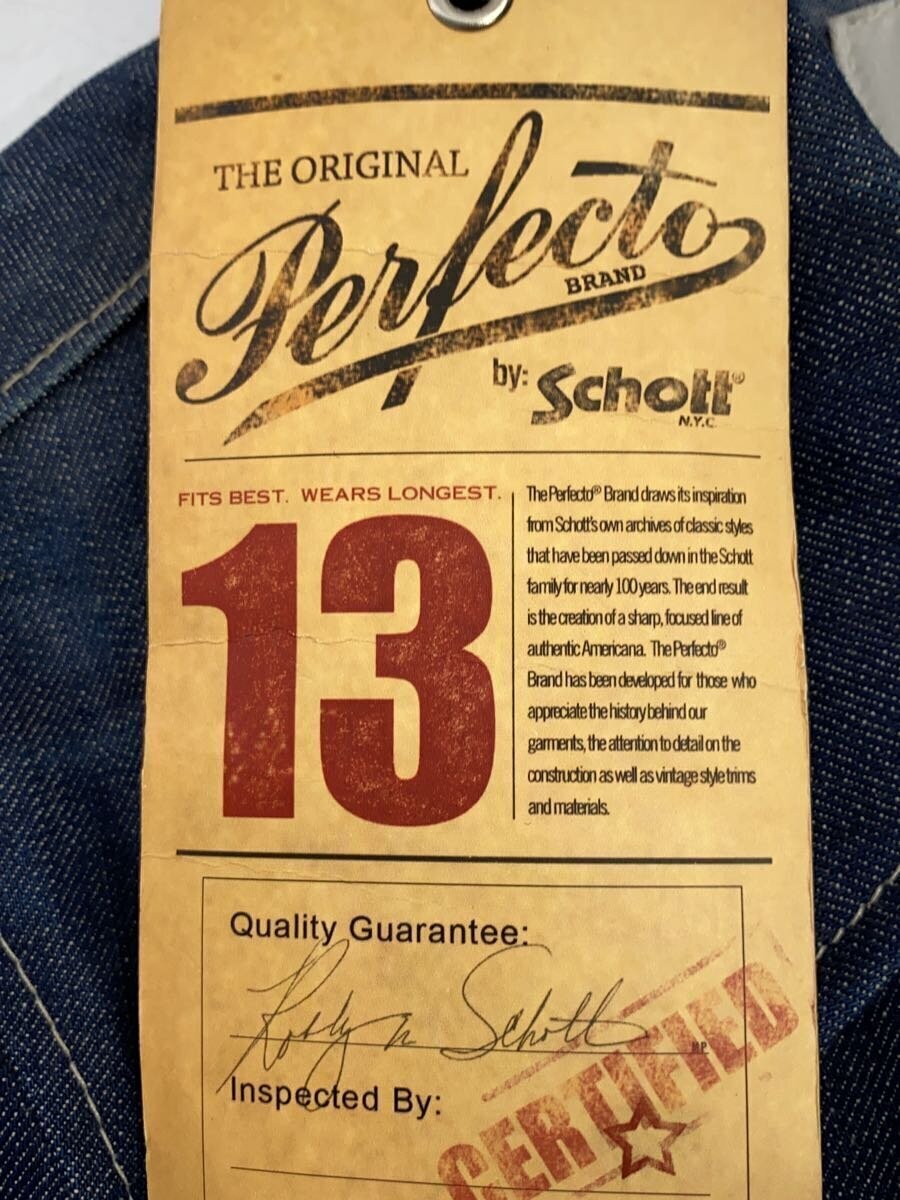 THE ORIGINAL
Perfecto
BRAND
by: Schott®
N.Y.C
FITS BEST. WEARS LONGEST.
13
The Perfecto® Brand draws its inspiration
from Schott's own archives of classic styles
that have been passed down in the Schott
family for nearly 100 years. The end result
is the creation of a sharp, focused line of
authentic Americana. The Perfecto®
Brand has been developed for those who
appreciate the history behind our
garments, the attention to detail on the
construction as well as vintage style trims
and materials.
Quality Guarantee:
Schott
Inspected By:
CERTIFIED